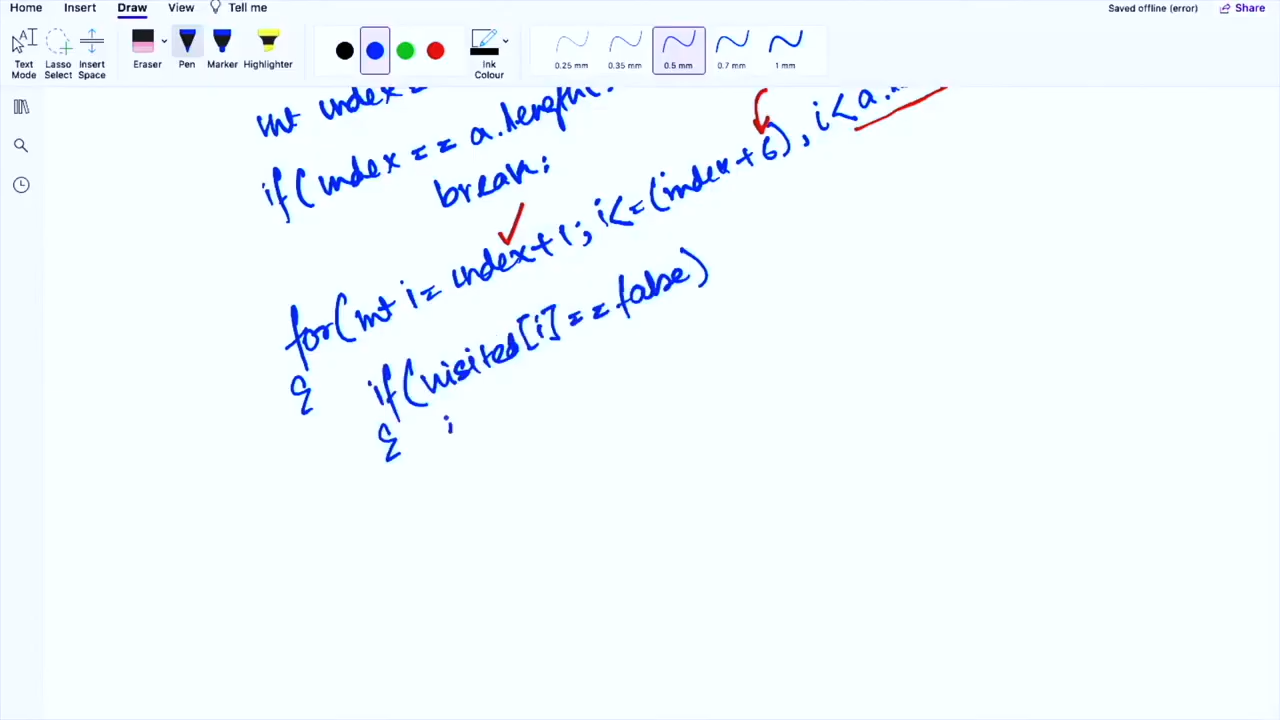 Home Insert Draw View Tell me
Saved offline (error) Share
Text Mode
Lasso Select
Insert Space
Eraser
Pen
Marker
Highlighter
Ink Colour
0.25 mm
0.35 mm
0.5 mm
0.7 mm
1 mm
int index =
if(index == a.length
break;
for(int i = index+1; i<=(index+6), i<a.
{ if(visited[i]==false)
{ i